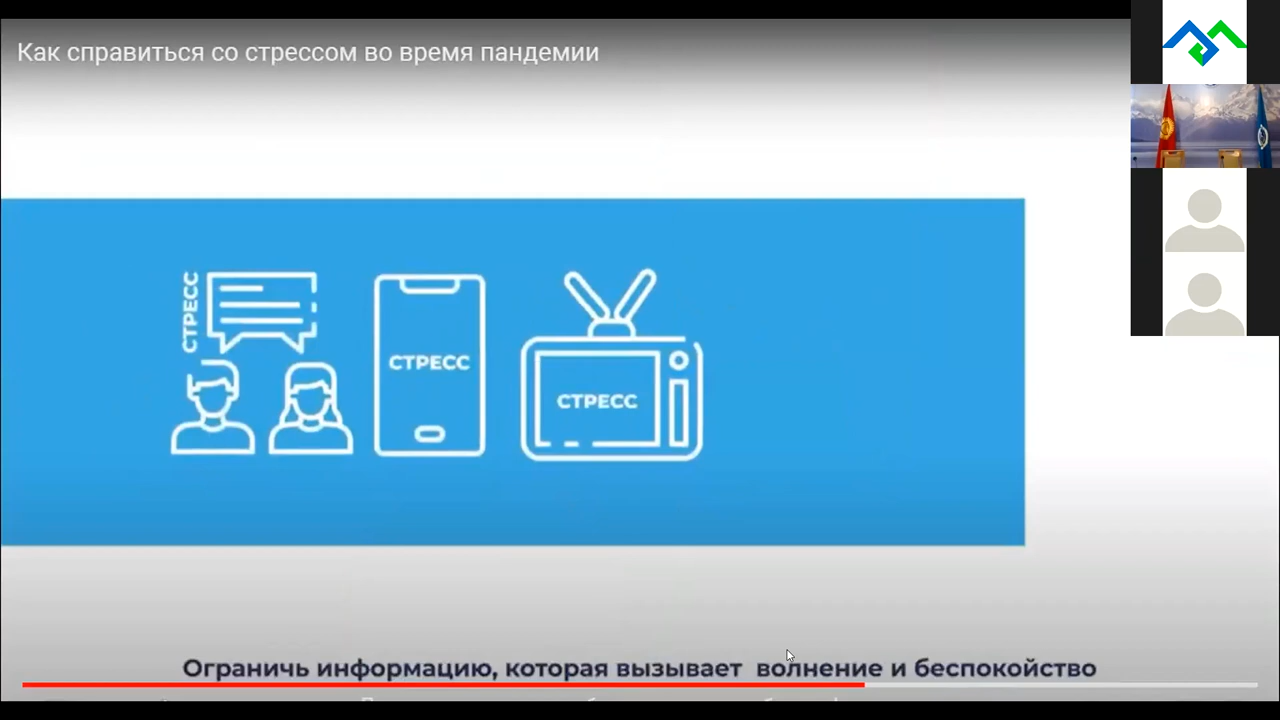 Как справиться со стрессом во время пандемии
СТРЕСС
СТРЕСС
СТРЕСС
Ограничь информацию, которая вызывает волнение и беспокойство